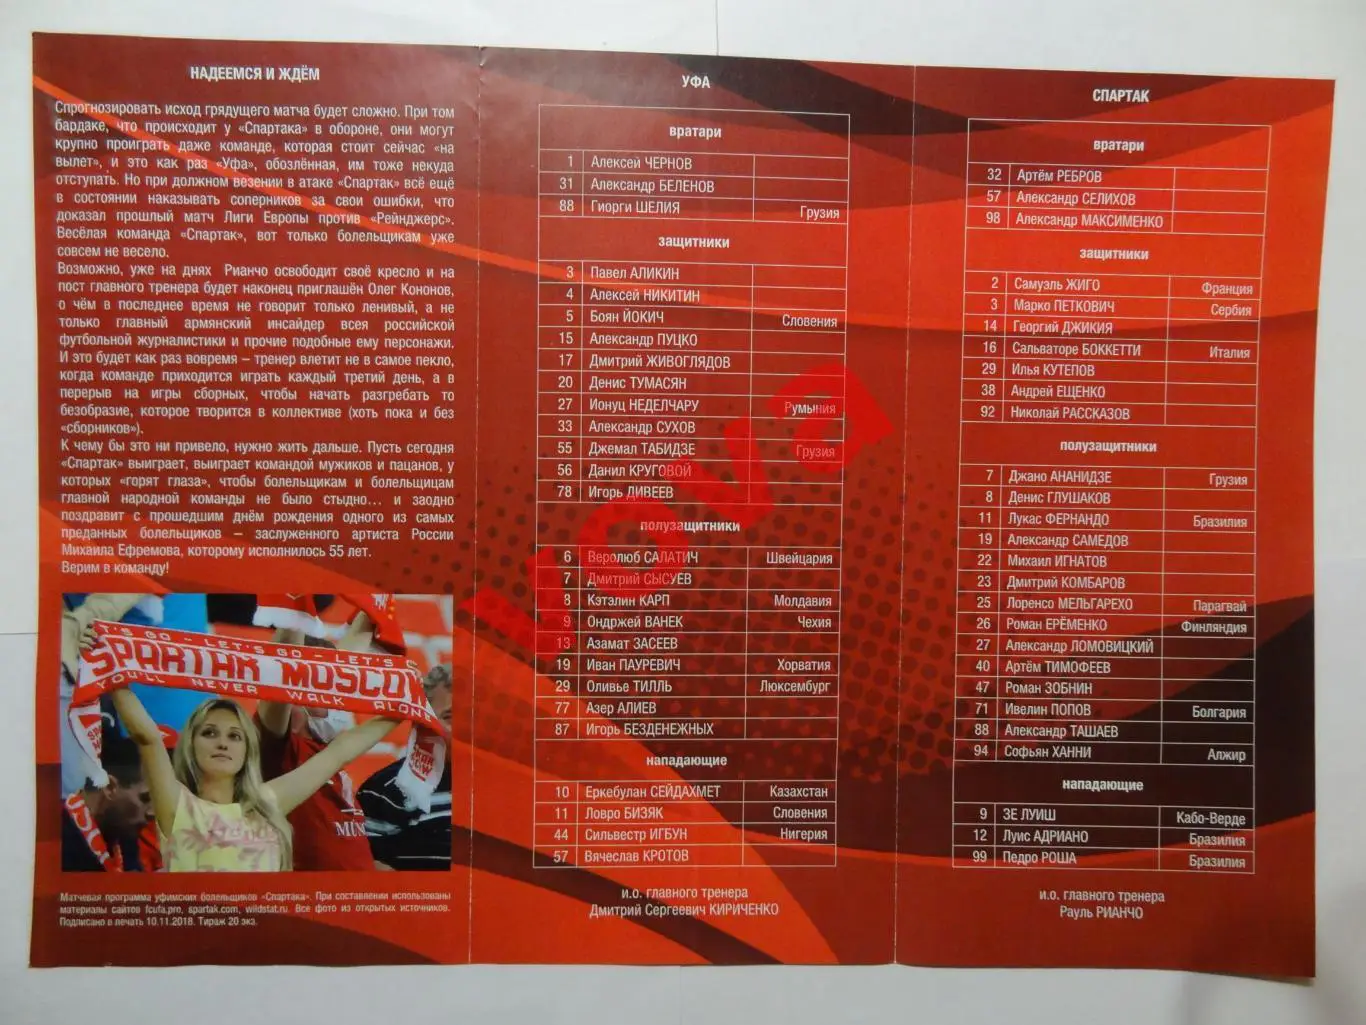 НАДЕЕМСЯ И ЖДЁМ
Спрогнозировать исход грядущего матча будет сложно. При том
бардаке, что происходит у «Спартака» в обороне, они могут
крупно проиграть даже команде, которая стоит сейчас «на
вылет», и это как раз «Уфа», обозлённая, им тоже некуда
отступать. Но при должном везении в атаке «Спартак» всё ещё
в состоянии наказывать соперников за свои ошибки, что
доказал прошлый матч Лиги Европы против «Рейнджерс».
Весёлая команда «Спартак», вот только болельщикам уже
совсем не весело.
Возможно, уже на днях Рианчо освободит своё кресло и на
пост главного тренера будет наконец приглашён Олег Кононов,
о чём в последнее время не говорит только ленивый, а не
только главный армянский инсайдер всея российской
футбольной журналистики и прочие подобные ему персонажи.
И это будет как раз вовремя – тренер влетит не в самое пекло,
когда команде приходится играть каждый третий день, а в
перерыв на игры сборных, чтобы начать разгребать то
безобразие, которое творится в коллективе (хоть пока и без
«сборников»).
К чему бы это ни привело, нужно жить дальше. Пусть сегодня
«Спартак» выиграет, выиграет командой мужиков и пацанов, у
которых «горят глаза», чтобы болельщикам и болельщицам
главной народной команды не было стыдно... и заодно
поздравит с прошедшим днём рождения одного из самых
преданных болельщиков – заслуженного артиста России
Михаила Ефремова, которому исполнилось 55 лет.
Верим в команду!
LET'S GO - LET'S GO - LET'S G
SPARTAK MOSCOW
YOU'LL NEVER WALK ALONE
Матчевая программа уфимских болельщиков «Спартака». При составлении использованы
материалы сайтов fcufa.pro, spartak.com, wildstat.ru. Все фото из открытых источников.
Подписано в печать 10.11.2018. Тираж 20 экз.
УФА
вратари
1 Алексей ЧЕРНОВ
31 Александр БЕЛЕНОВ
88 Гиорги ШЕЛИЯ Грузия
защитники
3 Павел АЛИКИН
4 Алексей НИКИТИН
5 Боян ЙОКИЧ Словения
15 Александр ПУЦКО
17 Дмитрий ЖИВОГЛЯДОВ
20 Денис ТУМАСЯН
27 Ионуц НЕДЕЛЧАРУ Румыния
33 Александр СУХОВ
55 Джемал ТАБИДЗЕ Грузия
56 Данил КРУГОВОЙ
78 Игорь ДИВЕЕВ
полузащитники
6 Веролюб САЛАТИЧ Швейцария
7 Дмитрий СЫСУЕВ
8 Кэтэлин КАРП Молдавия
9 Ондржей ВАНЕК Чехия
13 Азамат ЗАСЕЕВ
19 Иван ПАУРЕВИЧ Хорватия
29 Оливье ТИЛЛЬ Люксембург
77 Азер АЛИЕВ
87 Игорь БЕЗДЕНЕЖНЫХ
нападающие
10 Еркебулан СЕЙДАХМЕТ Казахстан
11 Ловро БИЗЯК Словения
44 Сильвестр ИГБУН Нигерия
57 Вячеслав КРОТОВ
и.о. главного тренера
Дмитрий Сергеевич КИРИЧЕНКО
СПАРТАК
вратари
32 Артём РЕБРОВ
57 Александр СЕЛИХОВ
98 Александр МАКСИМЕНКО
защитники
2 Самуэль ЖИГО Франция
3 Марко ПЕТКОВИЧ Сербия
14 Георгий ДЖИКИЯ
16 Сальваторе БОККЕТТИ Италия
29 Илья КУТЕПОВ
38 Андрей ЕЩЕНКО
92 Николай РАССКАЗОВ
полузащитники
7 Джано АНАНИДЗЕ Грузия
8 Денис ГЛУШАКОВ
11 Лукас ФЕРНАНДО Бразилия
19 Александр САМЕДОВ
22 Михаил ИГНАТОВ
23 Дмитрий КОМБАРОВ
25 Лоренсо МЕЛЬГАРЕХО Парагвай
26 Роман ЕРЁМЕНКО Финляндия
27 Александр ЛОМОВИЦКИЙ
40 Артём ТИМОФЕЕВ
47 Роман ЗОБНИН
71 Ивелин ПОПОВ Болгария
88 Александр ТАШАЕВ
94 Софьян ХАННИ Алжир
нападающие
9 ЗЕ ЛУИШ Кабо-Верде
12 Луис АДРИАНО Бразилия
99 Педро РОША Бразилия
и.о. главного тренера
Рауль РИАНЧО
vova